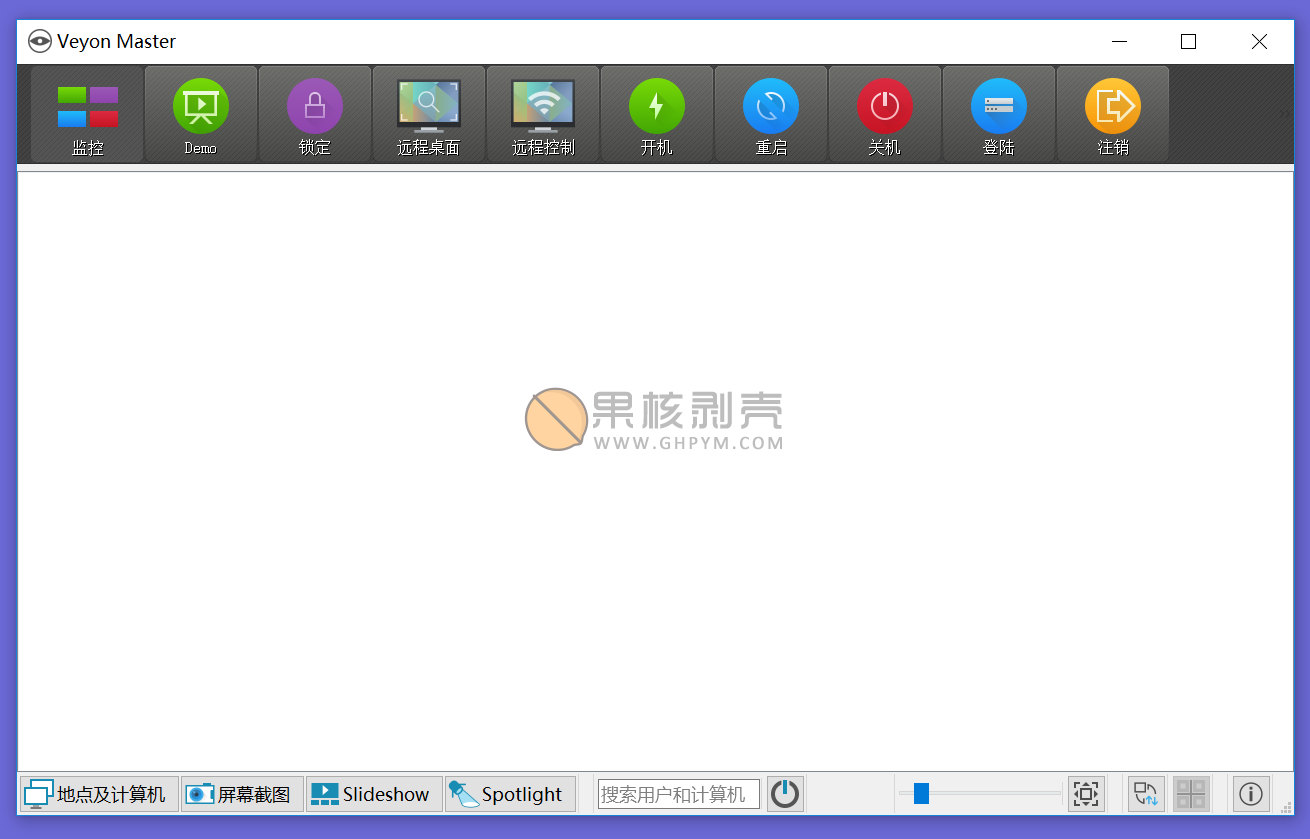 Veyon Master
监控
Demo
锁定
远程桌面
远程控制
开机
重启
关机
登陆
注销
果核剥壳
WWW.GHPYM.COM
地点及计算机
屏幕截图
Slideshow
Spotlight
搜索用户和计算机